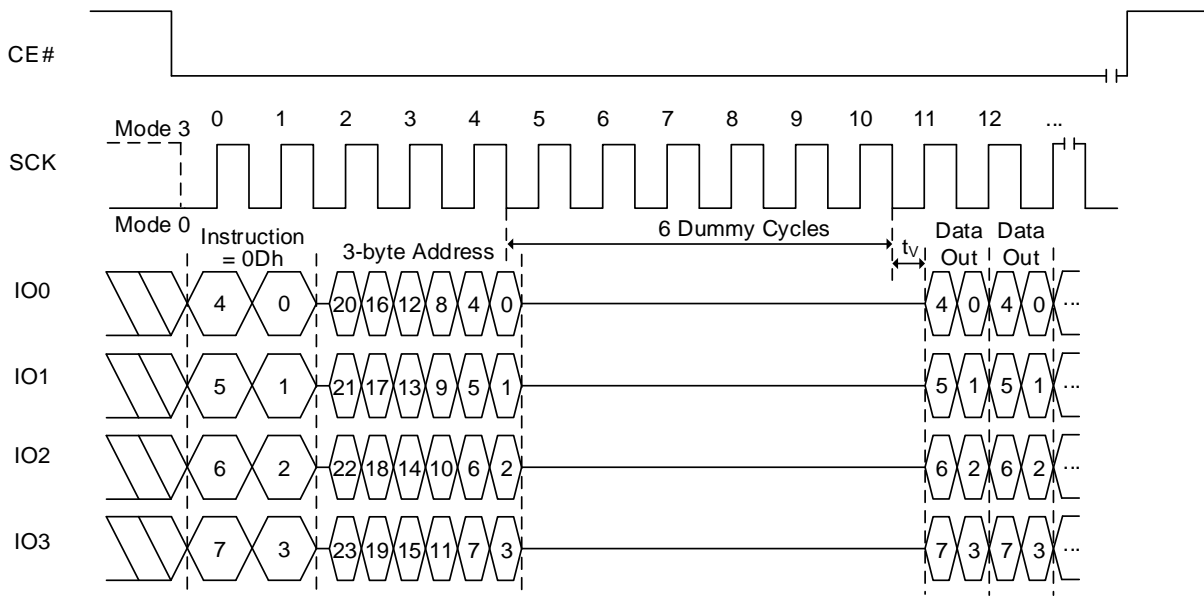 CE#
Mode 3
0 1 2 3 4 5 6 7 8 9 10 11 12 ...
SCK
Mode 0
Instruction
= 0Dh
3-byte Address
6 Dummy Cycles
tV
Data
Out
Data
Out
IO0 4 0 20 16 12 8 4 0 4 0 4 0 ...
IO1 5 1 21 17 13 9 5 1 5 1 5 1 ...
IO2 6 2 22 18 14 10 6 2 6 2 6 2 ...
IO3 7 3 23 19 15 11 7 3 7 3 7 3 ...